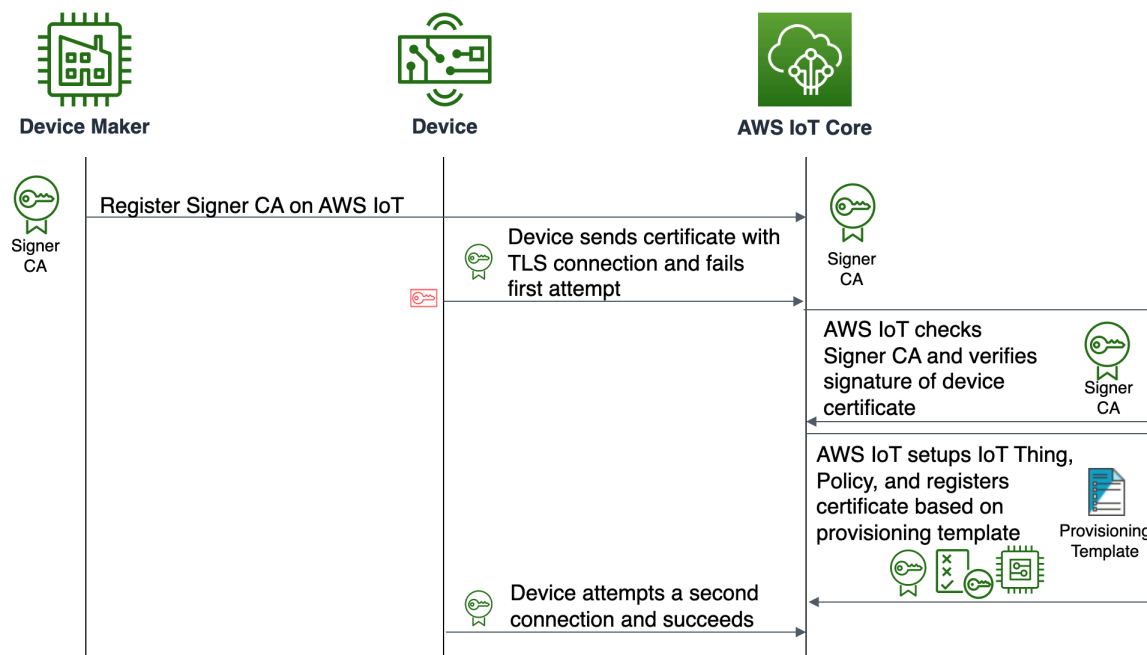 Device Maker
Device
AWS IoT Core
Signer
CA
Register Signer CA on AWS IoT
Signer
CA
Device sends certificate with
TLS connection and fails
first attempt
AWS IoT checks
Signer CA and verifies
signature of device
certificate
Signer
CA
AWS IoT setups IoT Thing,
Policy, and registers
certificate based on
provisioning template
Provisioning
Template
Device attempts a second
connection and succeeds